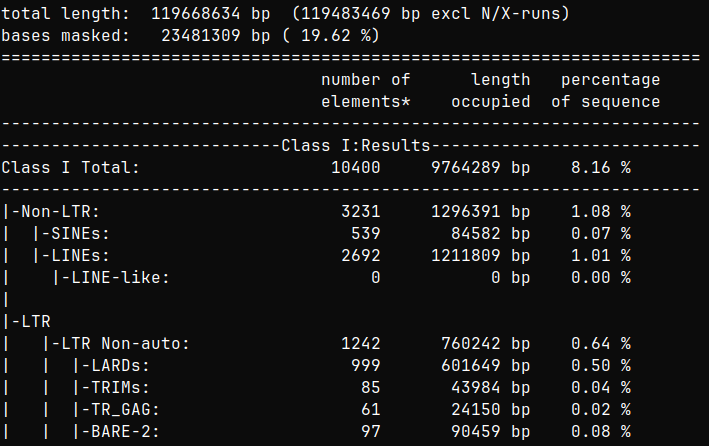 total length:  119668634 bp  (119483469 bp excl N/X-runs)
bases masked:   23481309 bp ( 19.62 %)
======================================================================
                                number of      length   percentage
                                elements*    occupied  of sequence
----------------------------------------------------------------------
----------------------------Class I:Results---------------------------
Class I Total:                   10400     9764289 bp    8.16 %
----------------------------------------------------------------------
|-Non-LTR:                        3231     1296391 bp    1.08 %
|  |-SINEs:                        539       84582 bp    0.07 %
|  |-LINEs:                       2692     1211809 bp    1.01 %
|    |-LINE-like:                    0           0 bp    0.00 %
|
|-LTR
|   |-LTR Non-auto:               1242      760242 bp    0.64 %
|   |  |-LARDs:                    999      601649 bp    0.50 %
|   |  |-TRIMs:                     85       43984 bp    0.04 %
|   |  |-TR_GAG:                    61       24150 bp    0.02 %
|   |  |-BARE-2:                    97       90459 bp    0.08 %